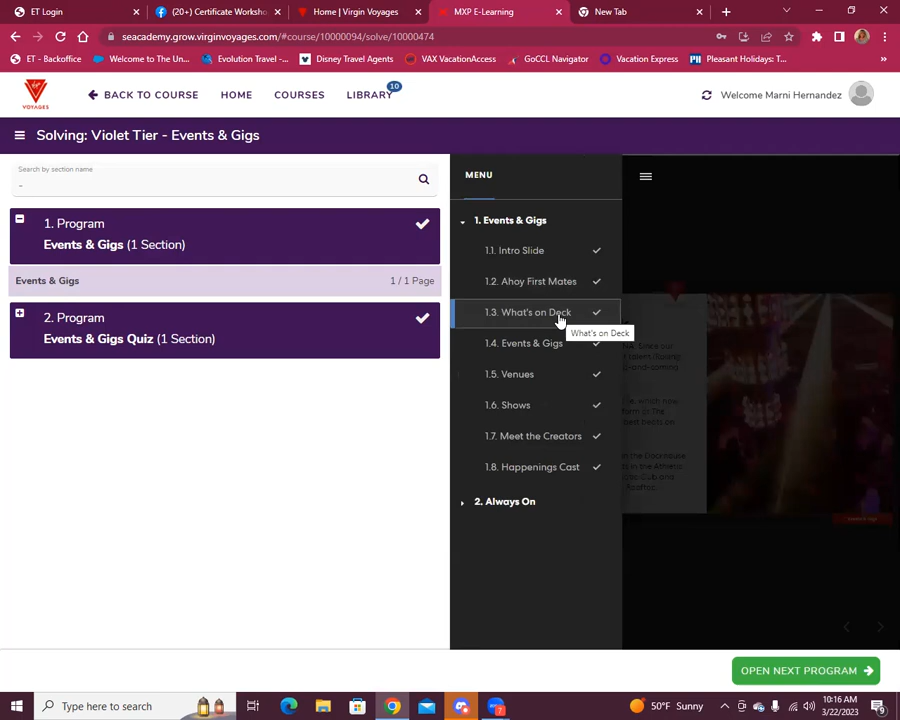 ET Login
(20+) Certificate Worksho
Home | Virgin Voyages
MXP E-Learning
New Tab
seacademy.grow.virginvoyages.com/#course/10000094/solve/10000474
ET - Backoffice
Welcome to The Un...
Evolution Travel -...
Disney Travel Agents
VAX VacationAccess
GoCCL Navigator
Vacation Express
Pleasant Holidays: T...
VOYAGES
BACK TO COURSE
HOME
COURSES
LIBRARY
10
Welcome Marni Hernandez
Solving: Violet Tier - Events & Gigs
Search by section name
-
1. Program
Events & Gigs (1 Section)
Events & Gigs
1 / 1 Page
2. Program
Events & Gigs Quiz (1 Section)
MENU
1. Events & Gigs
1.1. Intro Slide
1.2. Ahoy First Mates
1.3. What's on Deck
What's on Deck
1.4. Events & Gigs
1.5. Venues
1.6. Shows
1.7. Meet the Creators
1.8. Happenings Cast
2. Always On
OPEN NEXT PROGRAM
Type here to search
7
50°F Sunny
10:16 AM
3/22/2023
9